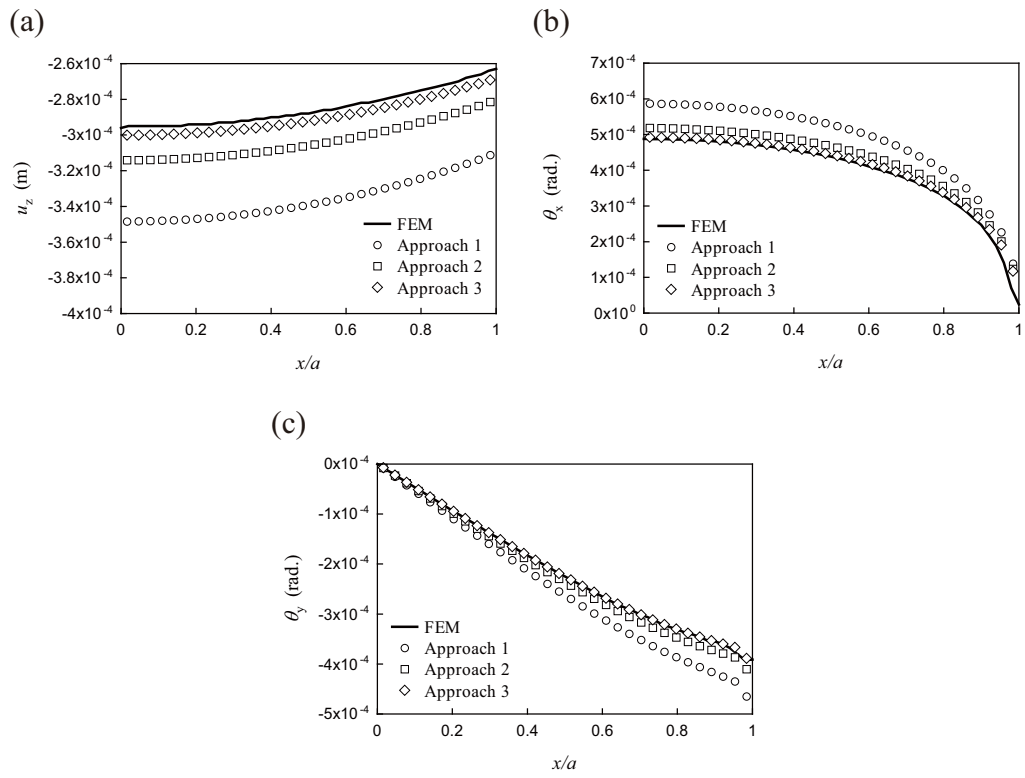 (a)
-2.6x10⁻⁴
-2.8x10⁻⁴
-3x10⁻⁴
-3.2x10⁻⁴
-3.4x10⁻⁴
-3.6x10⁻⁴
-3.8x10⁻⁴
-4x10⁻⁴
u_z (m)
FEM
Approach 1
Approach 2
Approach 3
0 0.2 0.4 0.6 0.8 1
x/a
(b)
7x10⁻⁴
6x10⁻⁴
5x10⁻⁴
4x10⁻⁴
3x10⁻⁴
2x10⁻⁴
1x10⁻⁴
0x10⁰
θ_x (rad.)
FEM
Approach 1
Approach 2
Approach 3
0 0.2 0.4 0.6 0.8 1
x/a
(c)
0x10⁻⁴
-1x10⁻⁴
-2x10⁻⁴
-3x10⁻⁴
-4x10⁻⁴
-5x10⁻⁴
θ_y (rad.)
FEM
Approach 1
Approach 2
Approach 3
0 0.2 0.4 0.6 0.8 1
x/a